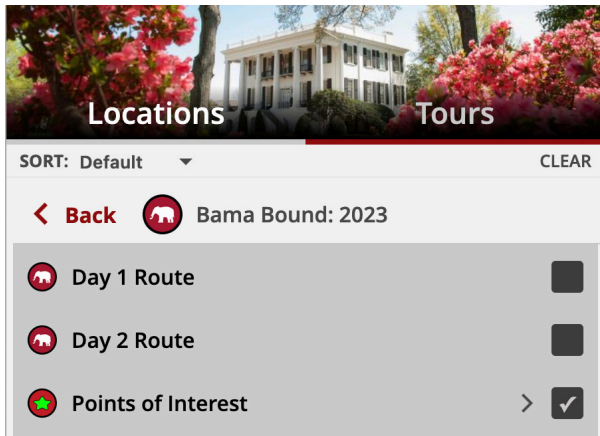 Locations Tours
SORT: Default CLEAR
Back Bama Bound: 2023
Day 1 Route
Day 2 Route
Points of Interest